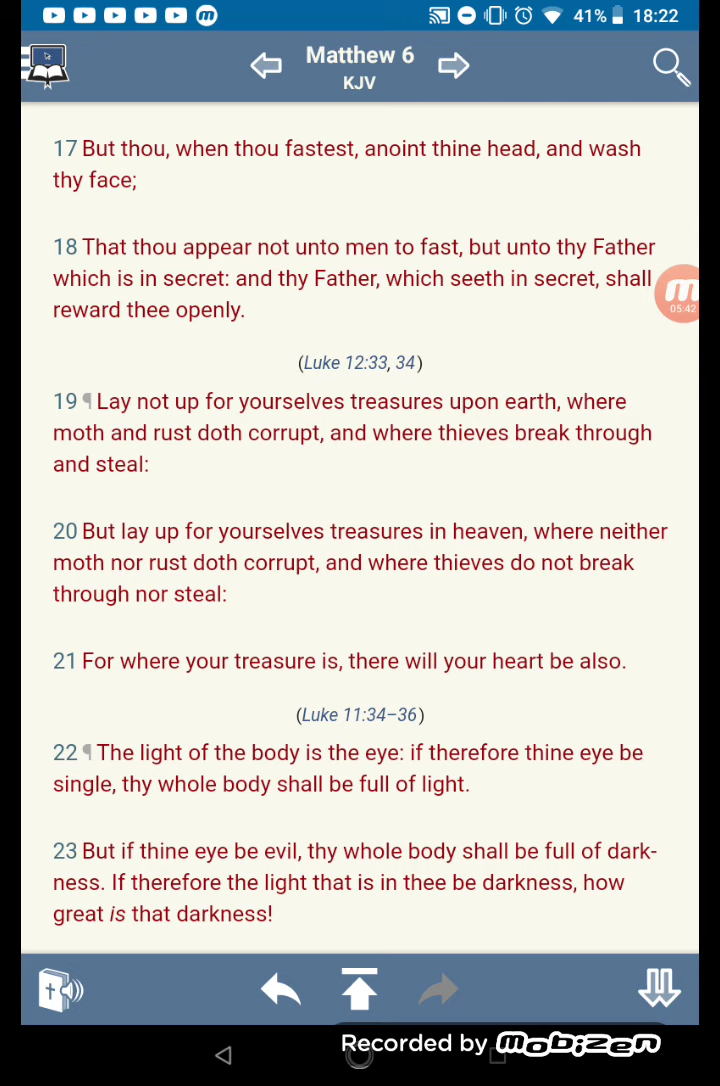 41% 18:22
Matthew 6
KJV
17 But thou, when thou fastest, anoint thine head, and wash
thy face;
18 That thou appear not unto men to fast, but unto thy Father
which is in secret: and thy Father, which seeth in secret, shall
reward thee openly.
05:42
(Luke 12:33, 34)
19 ¶ Lay not up for yourselves treasures upon earth, where
moth and rust doth corrupt, and where thieves break through
and steal:
20 But lay up for yourselves treasures in heaven, where neither
moth nor rust doth corrupt, and where thieves do not break
through nor steal:
21 For where your treasure is, there will your heart be also.
(Luke 11:34–36)
22 ¶ The light of the body is the eye: if therefore thine eye be
single, thy whole body shall be full of light.
23 But if thine eye be evil, thy whole body shall be full of dark-
ness. If therefore the light that is in thee be darkness, how
great is that darkness!
Recorded by mobizen